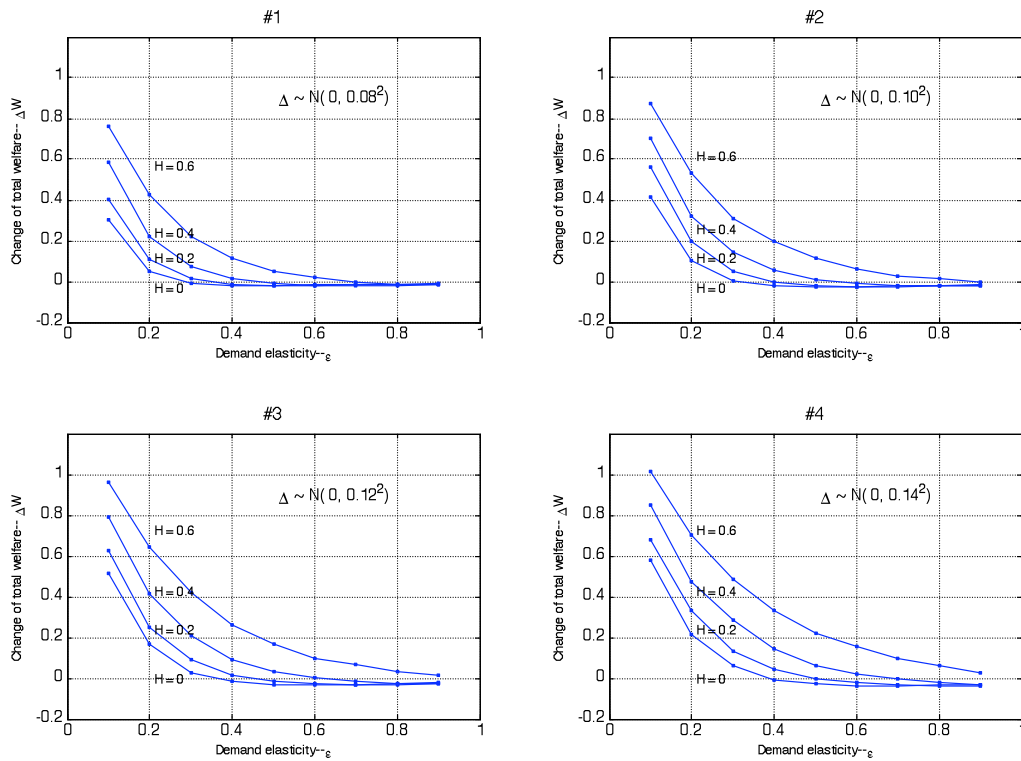 #1
1
0.8
0.6
0.4
0.2
0
-0.2
0
0.2
0.4
0.6
0.8
1
Change of total welfare-- ΔW
Demand elasticity--ε
Δ ~ N( 0, 0.08²)
H = 0.6
H = 0.4
H = 0.2
H = 0
#2
1
0.8
0.6
0.4
0.2
0
-0.2
0
0.2
0.4
0.6
0.8
1
Change of total welfare-- ΔW
Demand elasticity--ε
Δ ~ N( 0, 0.10²)
H = 0.6
H = 0.4
H = 0.2
H = 0
#3
1
0.8
0.6
0.4
0.2
0
-0.2
0
0.2
0.4
0.6
0.8
1
Change of total welfare-- ΔW
Demand elasticity--ε
Δ ~ N( 0, 0.12²)
H = 0.6
H = 0.4
H = 0.2
H = 0
#4
1
0.8
0.6
0.4
0.2
0
-0.2
0
0.2
0.4
0.6
0.8
1
Change of total welfare-- ΔW
Demand elasticity--ε
Δ ~ N( 0, 0.14²)
H = 0.6
H = 0.4
H = 0.2
H = 0